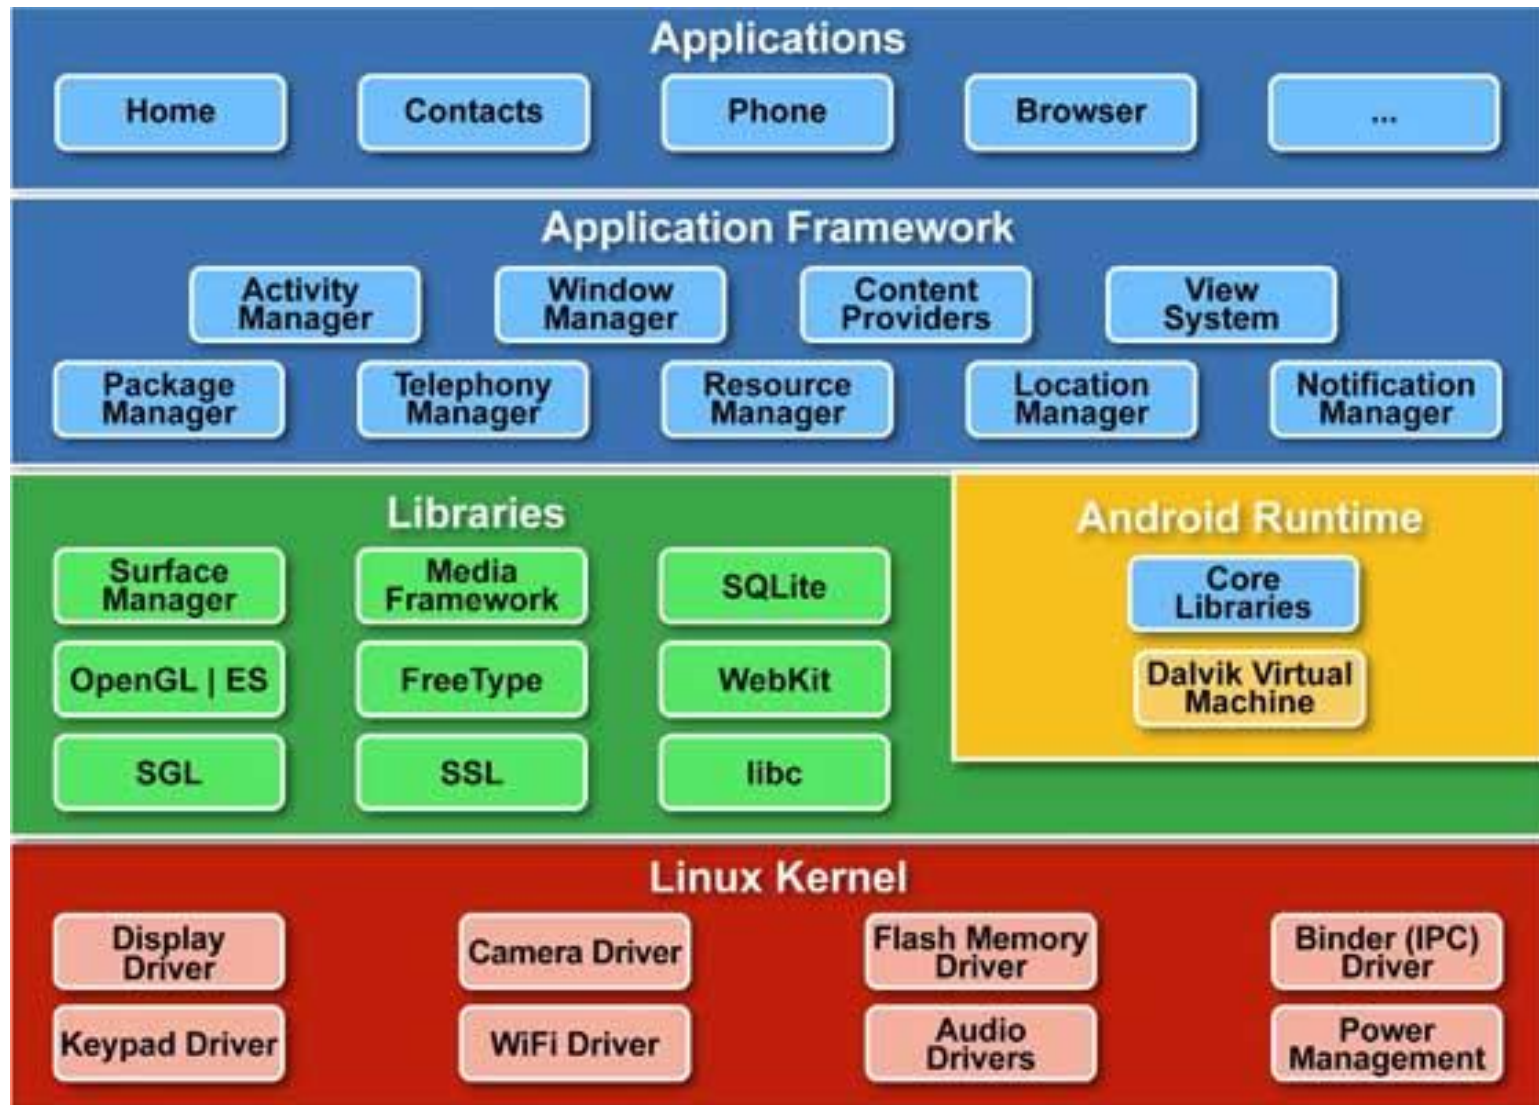 Applications
Home
Contacts
Phone
Browser
...
Application Framework
Activity
Manager
Window
Manager
Content
Providers
View
System
Package
Manager
Telephony
Manager
Resource
Manager
Location
Manager
Notification
Manager
Libraries
Surface
Manager
Media
Framework
SQLite
OpenGL | ES
FreeType
WebKit
SGL
SSL
libc
Android Runtime
Core
Libraries
Dalvik Virtual
Machine
Linux Kernel
Display
Driver
Camera Driver
Flash Memory
Driver
Binder (IPC)
Driver
Keypad Driver
WiFi Driver
Audio
Drivers
Power
Management